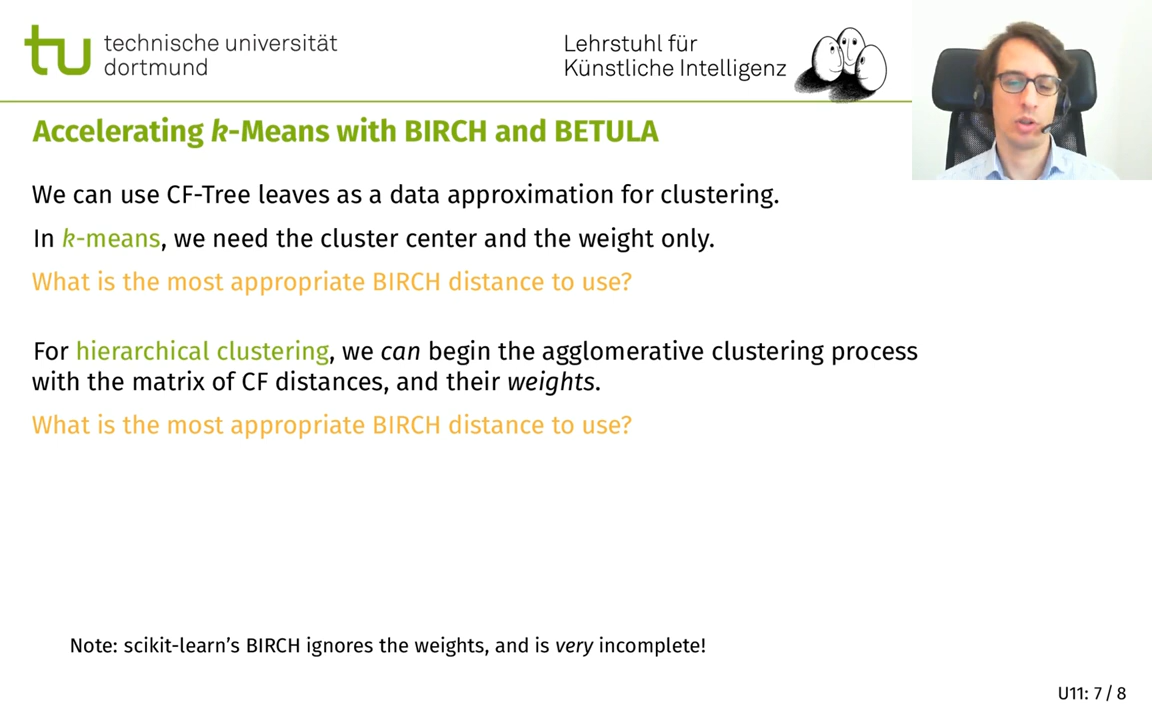 technische universität
dortmund
Lehrstuhl für
Künstliche Intelligenz
Accelerating k-Means with BIRCH and BETULA
We can use CF-Tree leaves as a data approximation for clustering.
In k-means, we need the cluster center and the weight only.
What is the most appropriate BIRCH distance to use?
For hierarchical clustering, we can begin the agglomerative clustering process
with the matrix of CF distances, and their weights.
What is the most appropriate BIRCH distance to use?
Note: scikit-learn's BIRCH ignores the weights, and is very incomplete!
U11: 7 / 8